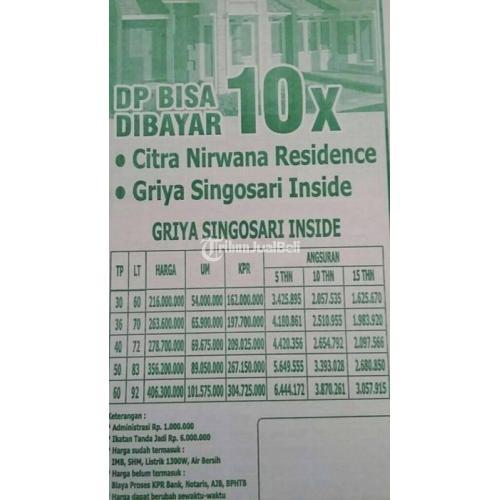 DP BISA
DIBAYAR 10X
• Citra Nirwana Residence
• Griya Singosari Inside
GRIYA SINGOSARI INSIDE
TribunJualBeli
TP LT HARGA UM KPR ANGSURAN
5 THN 10 THN 15 THN
30 60 216.000.000 54.000.000 162.000.000 3.425.895 2.057.535 1.625.670
36 70 263.600.000 65.900.000 197.700.000 4.180.861 2.510.955 1.983.920
40 72 278.700.000 69.675.000 209.025.000 4.420.356 2.654.792 2.097.566
50 83 356.200.000 89.050.000 267.150.000 5.649.555 3.393.028 2.680.850
60 92 406.300.000 101.575.000 304.725.000 6.444.172 3.870.261 3.057.915
Keterangan :
* Administrasi Rp. 1.000.000
* Ikatan Tanda Jadi Rp. 6.000.000
* Harga sudah termasuk :
IMB, SHM, Listrik 1300W, Air Bersih
* Harga belum termasuk :
Biaya Proses KPR Bank, Notaris, AJB, BPHTB
Harga dapat berubah sewaktu-waktu